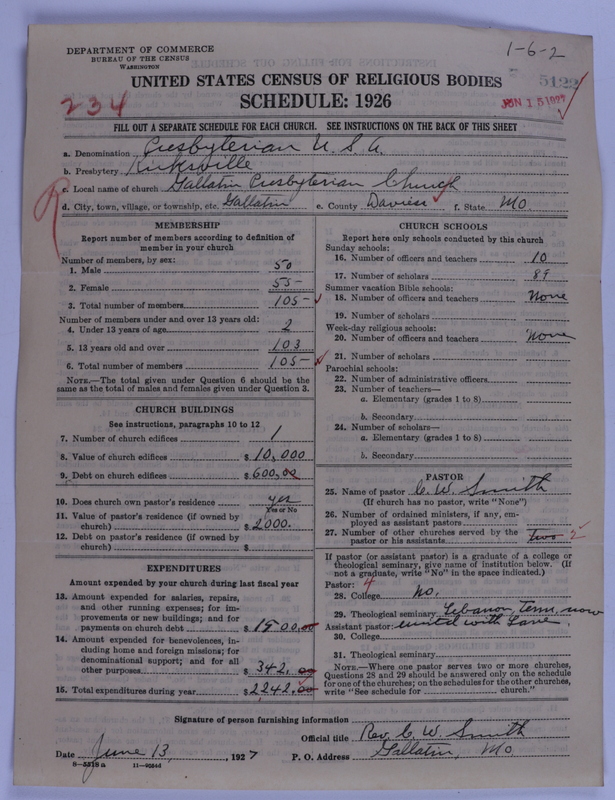 DEPARTMENT OF COMMERCE
BUREAU OF THE CENSUS
WASHINGTON
1-6-2
UNITED STATES CENSUS OF RELIGIOUS BODIES
5122
234
SCHEDULE: 1926
JUN 15 1927
FILL OUT A SEPARATE SCHEDULE FOR EACH CHURCH. SEE INSTRUCTIONS ON THE BACK OF THIS SHEET
a. Denomination Presbyterian U.S.A.
b. Presbytery Kirksville
c. Local name of church Gallatin Presbyterian Church
d. City, town, village, or township, etc. Gallatin e. County Daviess f. State Mo
MEMBERSHIP
Report number of members according to definition of
member in your church
Number of members, by sex:
1. Male 50
2. Female 55
3. Total number of members 105
Number of members under and over 13 years old:
4. Under 13 years of age 2
5. 13 years old and over 103
6. Total number of members 105
NOTE.—The total given under Question 6 should be the
same as the total of males and females given under Question 3.
CHURCH BUILDINGS
See instructions, paragraphs 10 to 12
7. Number of church edifices 1
8. Value of church edifices $ 10,000
9. Debt on church edifices $ 600.00
10. Does church own pastor's residence yes
Yes or No
11. Value of pastor's residence (if owned by
church) $ 2000.
12. Debt on pastor's residence (if owned by
church) $
EXPENDITURES
Amount expended by your church during last fiscal year
13. Amount expended for salaries, repairs,
and other running expenses; for im-
provements or new buildings; and for
payments on church debt $ 1900.00
14. Amount expended for benevolences, in-
cluding home and foreign missions; for
denominational support; and for all
other purposes $ 342.00
15. Total expenditures during year $ 2,242.00
CHURCH SCHOOLS
Report here only schools conducted by this church
Sunday schools:
16. Number of officers and teachers 10
17. Number of scholars 89
Summer vacation Bible schools:
18. Number of officers and teachers None
19. Number of scholars
Week-day religious schools:
20. Number of officers and teachers None
21. Number of scholars
Parochial schools:
22. Number of administrative officers
23. Number of teachers—
a. Elementary (grades 1 to 8)
b. Secondary
24. Number of scholars—
a. Elementary (grades 1 to 8)
b. Secondary
PASTOR
25. Name of pastor C. W. Smith
(If church has no pastor, write "None")
26. Number of ordained ministers, if any, em-
ployed as assistant pastors
27. Number of other churches served by the
pastor or his assistants two 2
If pastor (or assistant pastor) is a graduate of a college or
theological seminary, give name of institution below. (If
not a graduate, write "No" in the space indicated.)
Pastor: 4
28. College No.
29. Theological seminary Lebanon, Tenn, now
Assistant pastor: united with Lane.
30. College
31. Theological seminary
NOTE.—Where one pastor serves two or more churches,
Questions 28 and 29 should be answered only on the schedule
for one of the churches; on the schedules for the other churches,
write "See schedule for church."
Signature of person furnishing information
Official title Rev. C. W. Smith
Date June 13, 1927 P. O. Address Gallatin, Mo
8-5318a 11-9084d